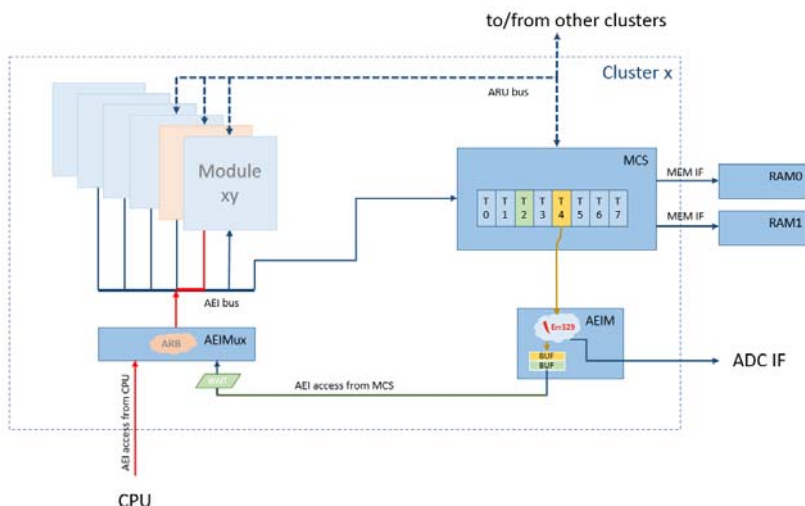 to/from other clusters
Cluster x
ARU bus
Module
xy
MCS
T T T T T T T T
0 1 2 3 4 5 6 7
MEM IF
RAM0
MEM IF
RAM1
AEI bus
AEIMux
ARB
AEIM
Err329
BUF
BUF
WAIT
AEI access from MCS
ADC IF
AEI access from CPU
CPU